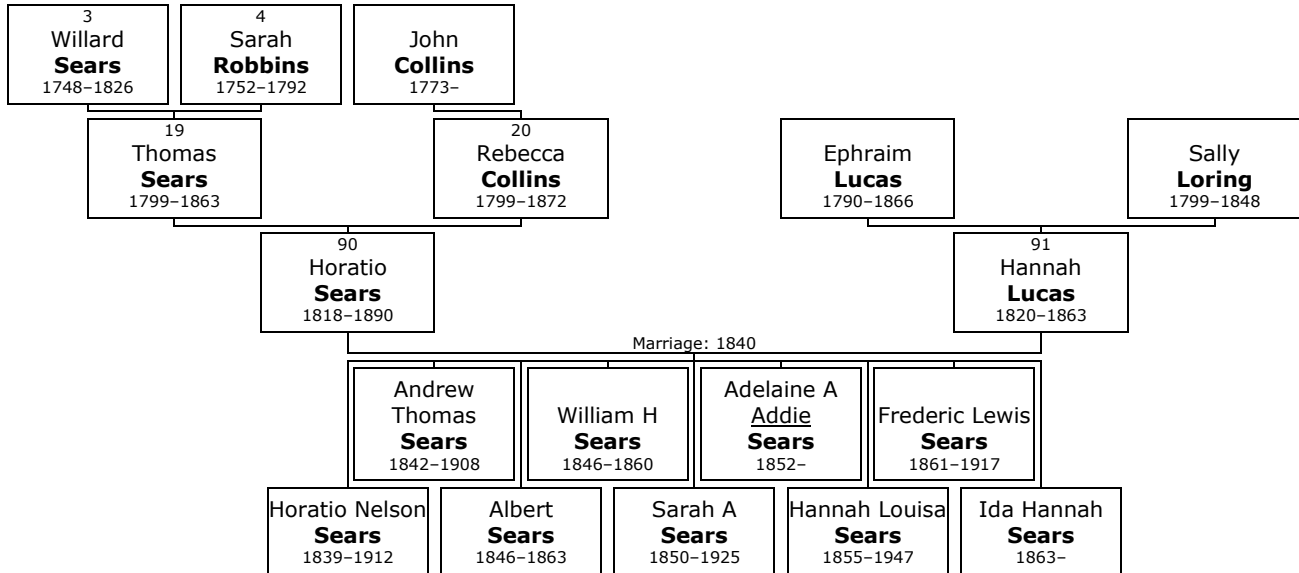 3
Willard
Sears
1748–1826
4
Sarah
Robbins
1752–1792
John
Collins
1773–
19
Thomas
Sears
1799–1863
20
Rebecca
Collins
1799–1872
Ephraim
Lucas
1790–1866
Sally
Loring
1799–1848
90
Horatio
Sears
1818–1890
91
Hannah
Lucas
1820–1863
Marriage: 1840
Andrew
Thomas
Sears
1842–1908
William H
Sears
1846–1860
Adelaine A
Addie
Sears
1852–
Frederic Lewis
Sears
1861–1917
Horatio Nelson
Sears
1839–1912
Albert
Sears
1846–1863
Sarah A
Sears
1850–1925
Hannah Louisa
Sears
1855–1947
Ida Hannah
Sears
1863–